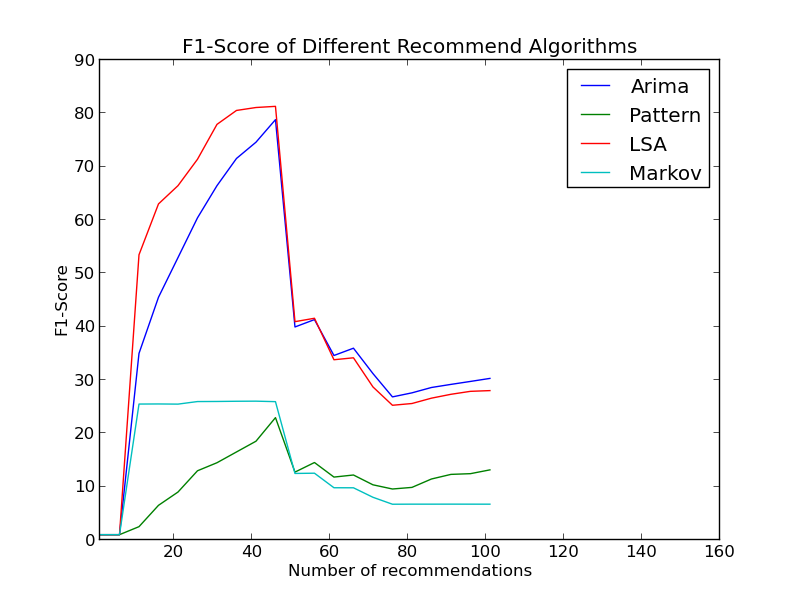 F1-Score of Different Recommend Algorithms
90
80
70
60
50
40
30
20
10
0
F1-Score
Arima
Pattern
LSA
Markov
20 40 60 80 100 120 140 160
Number of recommendations